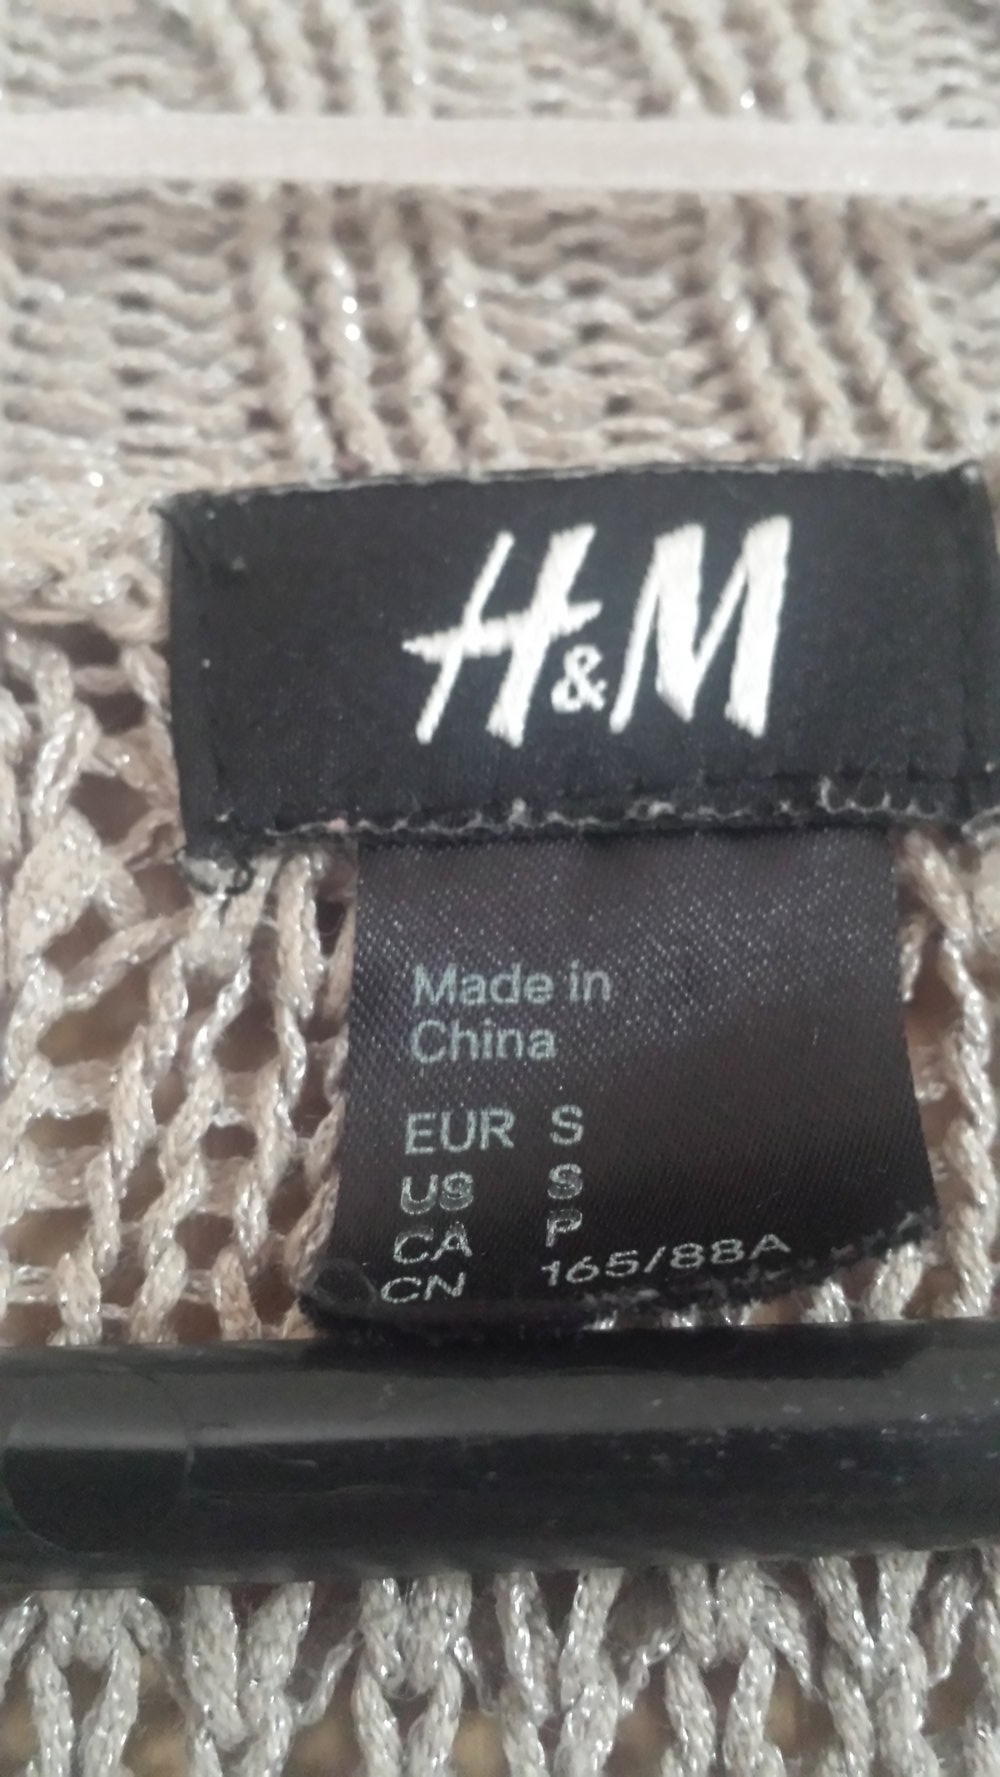 H&M
Made in
China
EUR S
US S
CA P
CN 165/88A